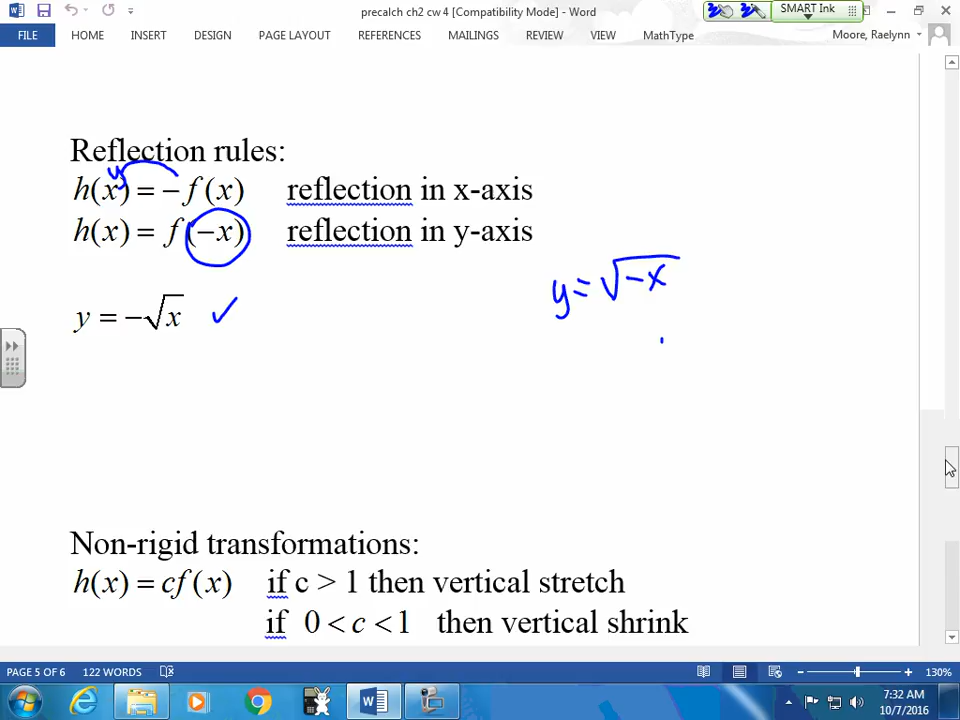 precalch ch2 cw 4 [Compatibility Mode] - Word
SMART Ink
FILE HOME INSERT DESIGN PAGE LAYOUT REFERENCES MAILINGS REVIEW VIEW MathType Moore, Raelynn
Reflection rules:
y
h(x) = −f(x) reflection in x-axis
h(x) = f(−x) reflection in y-axis
y = √−x
y = −√x ✓
Non-rigid transformations:
h(x) = cf(x) if c > 1 then vertical stretch
if 0 < c < 1 then vertical shrink
PAGE 5 OF 6 122 WORDS 130%
7:32 AM
10/7/2016